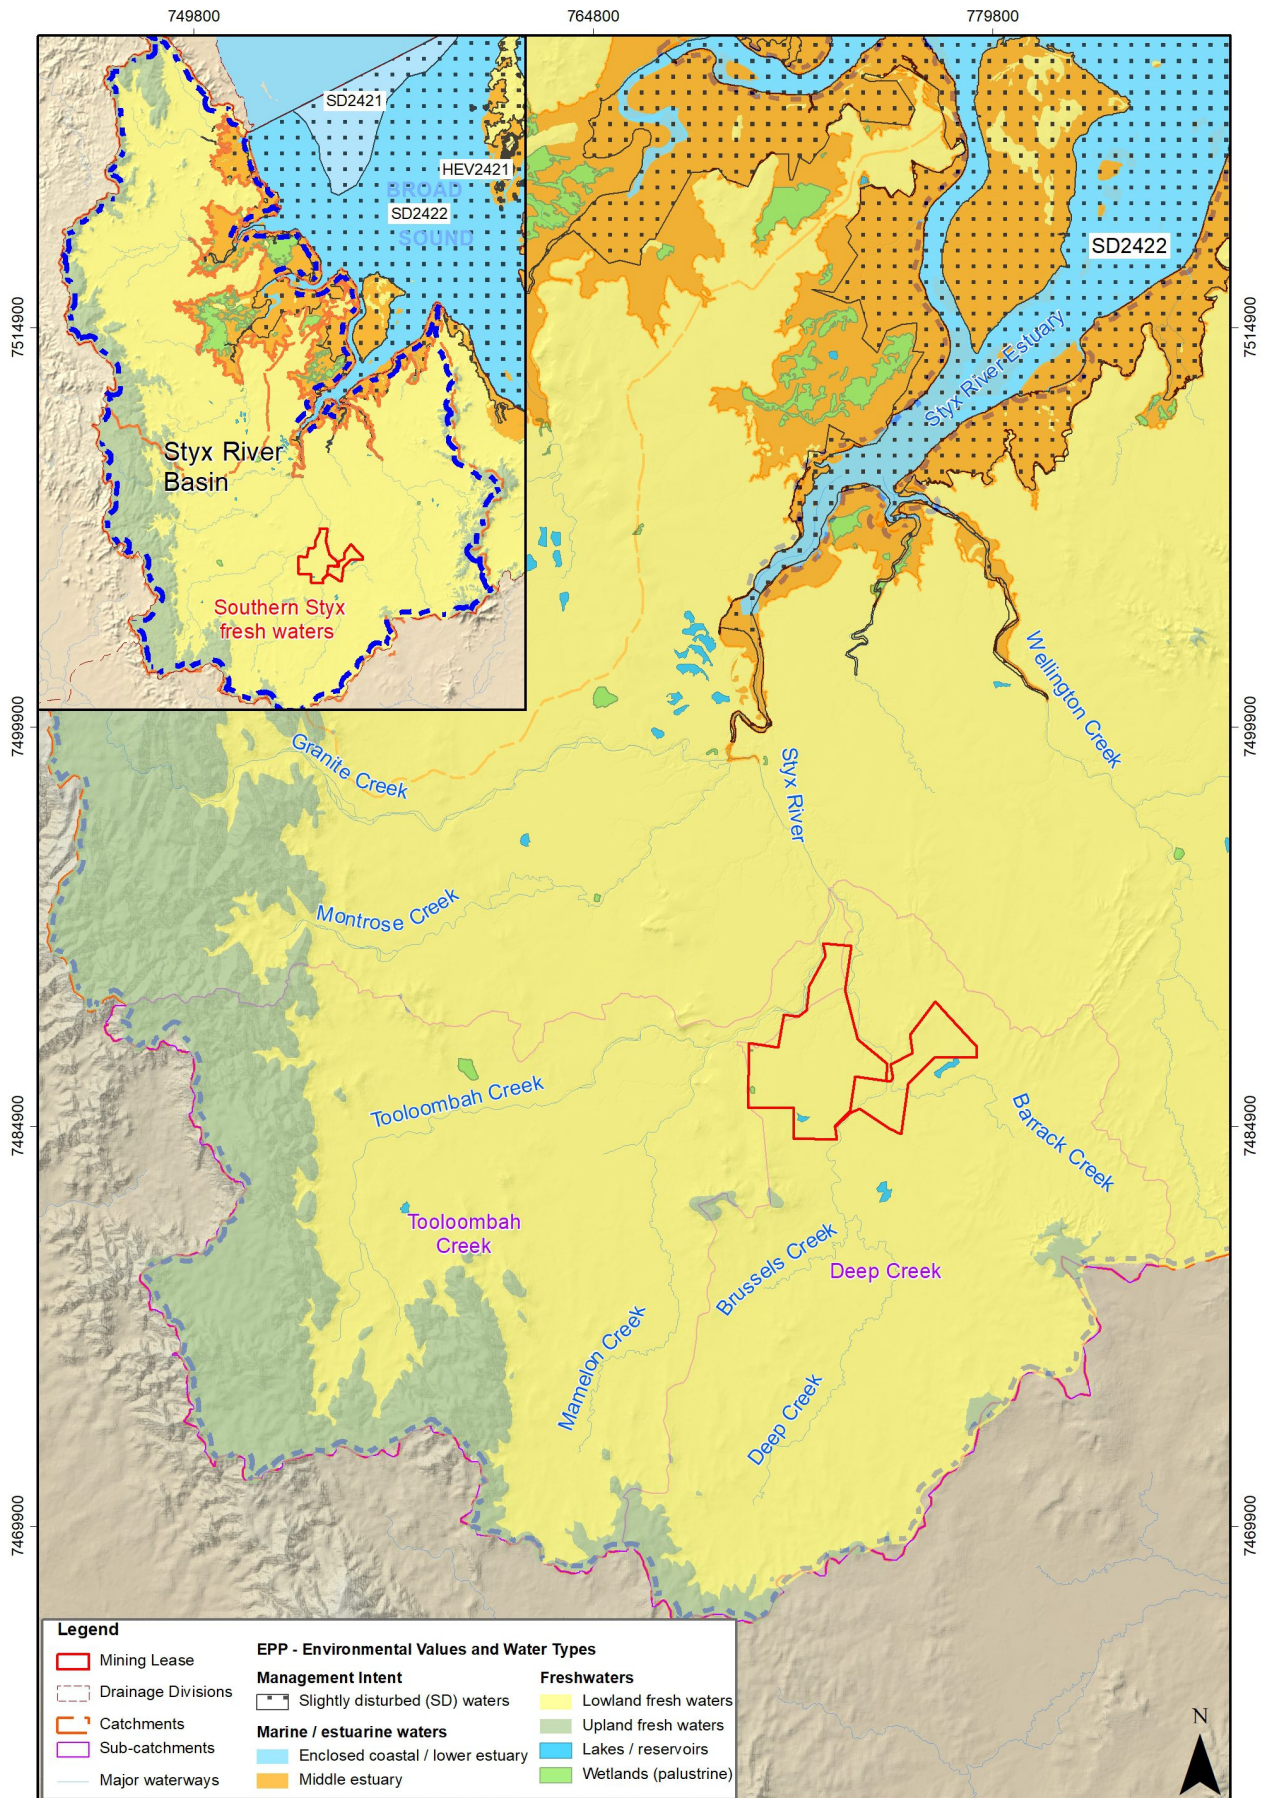 749800
764800
779800
SD2421
HEV2421
BROAD
SD2422
SOUND
SD2422
7514900
7514900
Styx River Estuary
Styx River
Basin
Southern Styx
fresh waters
Wellington Creek
7499900
7499900
Granite Creek
Styx River
Montrose Creek
Tooloombah Creek
Barrack Creek
7484900
7484900
Tooloombah
Creek
Brussels Creek
Deep Creek
Mamelon Creek
Deep Creek
7469900
7469900
Legend
Mining Lease
Drainage Divisions
Catchments
Sub-catchments
Major waterways
EPP - Environmental Values and Water Types
Management Intent
Slightly disturbed (SD) waters
Marine / estuarine waters
Enclosed coastal / lower estuary
Middle estuary
Freshwaters
Lowland fresh waters
Upland fresh waters
Lakes / reservoirs
Wetlands (palustrine)
N